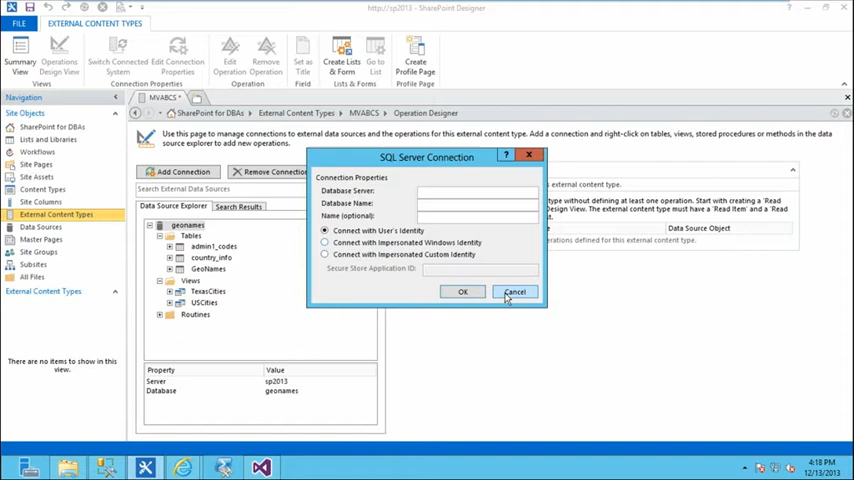 http://sp2013 - SharePoint Designer
FILE
EXTERNAL CONTENT TYPES
Summary View
Operations Design View
Switch Connected System
Edit Connection Properties
Edit Operation
Remove Operation
Set as Title
Create Lists & Form
Go to List
Create Profile Page
Views
Connection Properties
Operation
Lists & Forms
Profile Page
Navigation
MVABCS *
Site Objects
SharePoint for DBAs
External Content Types
MVABCS
Operation Designer
SharePoint for DBAs
Lists and Libraries
Workflows
Site Pages
Site Assets
Content Types
Site Columns
External Content Types
Data Sources
Master Pages
Site Groups
Subsites
All Files
External Content Types
There are no items to show in this view.
Use this page to manage connections to external data sources and the operations for this external content type. Add a connection and right-click on tables, views, stored procedures or methods in the
data source explorer to add new operations.
Add Connection
Remove Connection
Search External Data Sources
Data Source Explorer
Search Results
geonames
Tables
admin1_codes
country_info
GeoNames
Views
TexasCities
USCities
Routines
Property
Value
Server
sp2013
Database
geonames
is external content type.
type without defining at least one operation. Start with creating a 'Read
Design View. The external content type must have a 'Read Item' and a 'Read
Data Source Object
erations defined for this external content type.
SQL Server Connection
?
X
Connection Properties
Database Server:
Database Name:
Name (optional):
Connect with User's Identity
Connect with Impersonated Windows Identity
Connect with Impersonated Custom Identity
Secure Store Application ID:
OK
Cancel
4:18 PM
12/13/2013